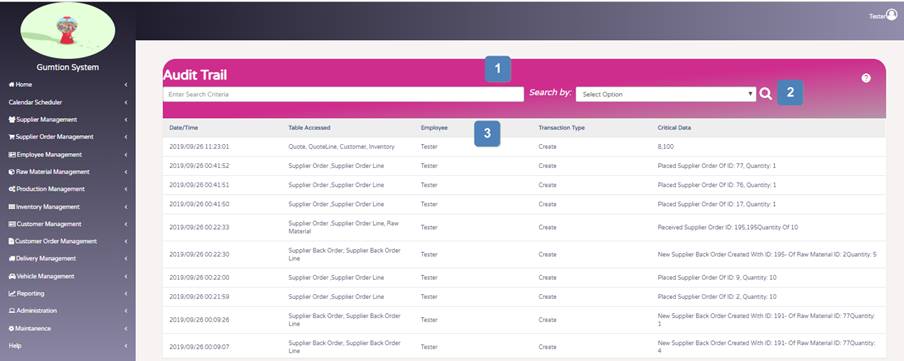 Tester
Gumtion System
Home
Calendar Scheduler
Supplier Management
Supplier Order Management
Employee Management
Raw Material Management
Production Management
Inventory Management
Customer Management
Customer Order Management
Delivery Management
Vehicle Management
Reporting
Administration
Maintanence
Help
Audit Trail
1
?
Enter Search Criteria Search by: Select Option 2
3
Date/Time Table Accessed Employee Transaction Type Critical Data
2019/09/26 11:23:01 Quote, QuoteLine, Customer, Inventory Tester Create 8,100
2019/09/26 00:41:52 Supplier Order ,Supplier Order Line Tester Create Placed Supplier Order Of ID: 77, Quantity: 1
2019/09/26 00:41:51 Supplier Order ,Supplier Order Line Tester Create Placed Supplier Order Of ID: 76, Quantity: 1
2019/09/26 00:41:50 Supplier Order ,Supplier Order Line Tester Create Placed Supplier Order Of ID: 17, Quantity: 1
2019/09/26 00:22:33 Supplier Order ,Supplier Order Line, Raw Tester Create Received Supplier Order ID: 195,195Quantity Of 10
Material
2019/09/26 00:22:30 Supplier Back Order, Supplier Back Order Tester Create New Supplier Back Order Created With ID: 195- Of Raw Material ID: 2Quantity: 5
Line
2019/09/26 00:22:00 Supplier Order ,Supplier Order Line Tester Create Placed Supplier Order Of ID: 9, Quantity: 10
2019/09/26 00:21:59 Supplier Order ,Supplier Order Line Tester Create Placed Supplier Order Of ID: 2, Quantity: 10
2019/09/26 00:09:26 Supplier Back Order, Supplier Back Order Tester Create New Supplier Back Order Created With ID: 191- Of Raw Material ID: 77Quantity:
Line 1
2019/09/26 00:09:07 Supplier Back Order, Supplier Back Order Tester Create New Supplier Back Order Created With ID: 191- Of Raw Material ID: 77Quantity:
Line 4